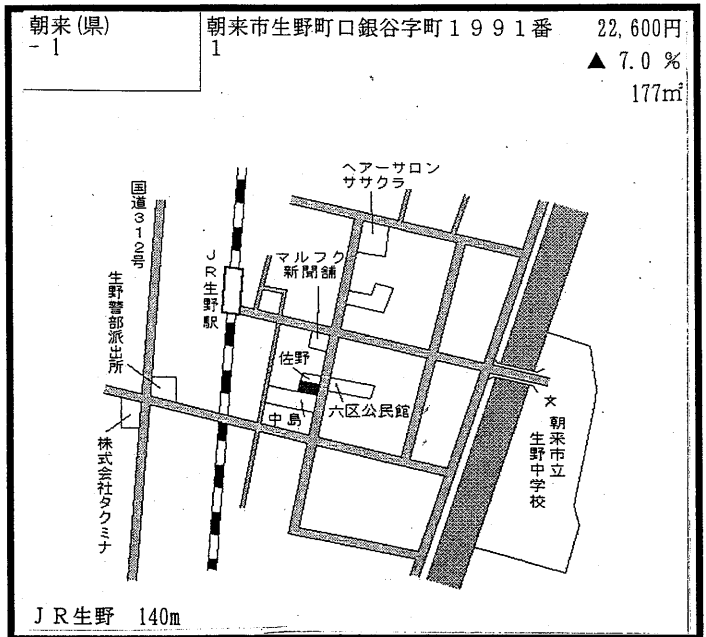 朝来(県)
- 1
朝来市生野町口銀谷字町1991番
1
22,600円
▲ 7.0 %
177㎡
ヘアーサロン
ササクラ
国道312号
JR生野駅
マルフク
新聞舗
生野警部派出所
佐野
中島
六区公民館
文
朝来市立
生野中学校
株式会社タクミナ
JR生野 140m